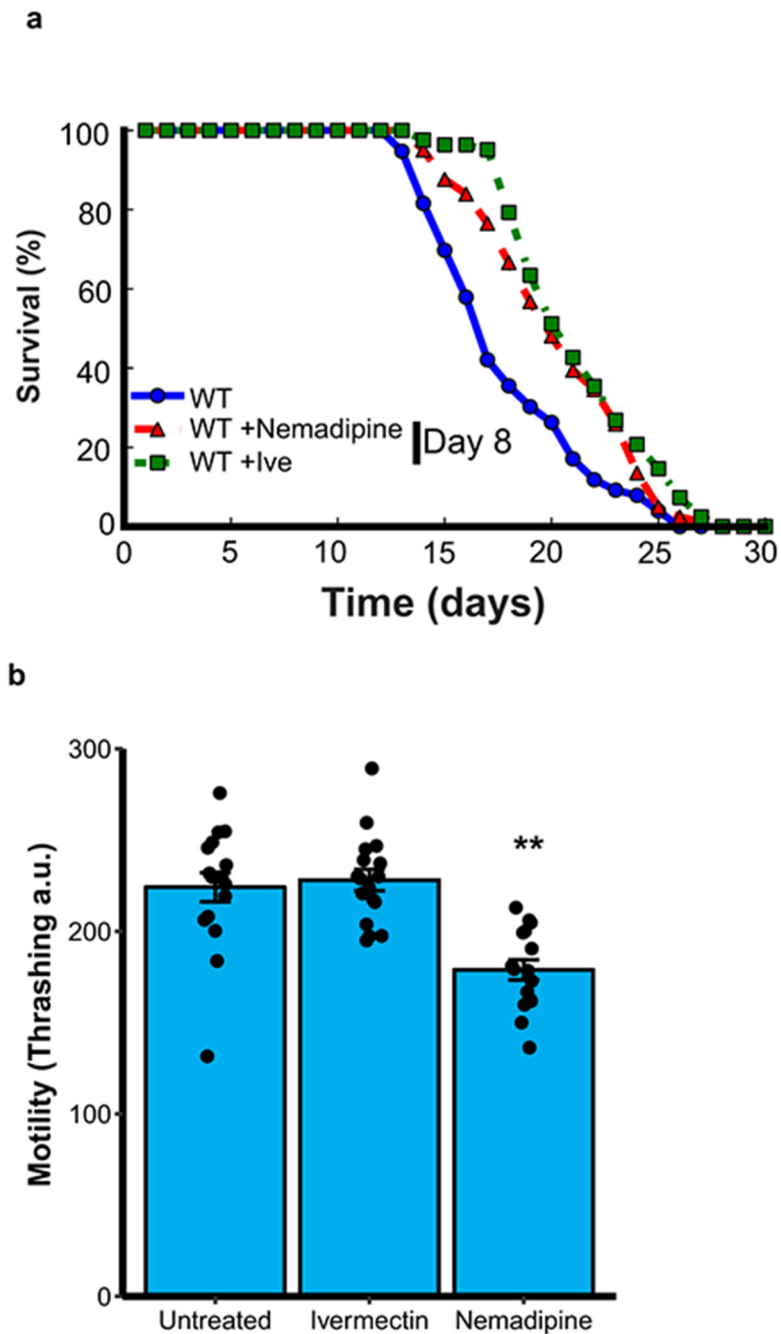 a
Survival (%)
100
80
60
40
20
0
WT
WT +Nemadipine
WT +Ive
Day 8
0 5 10 15 20 25 30
Time (days)
b
Motility (Thrashing a.u.)
300
200
100
0
**
Untreated Ivermectin Nemadipine